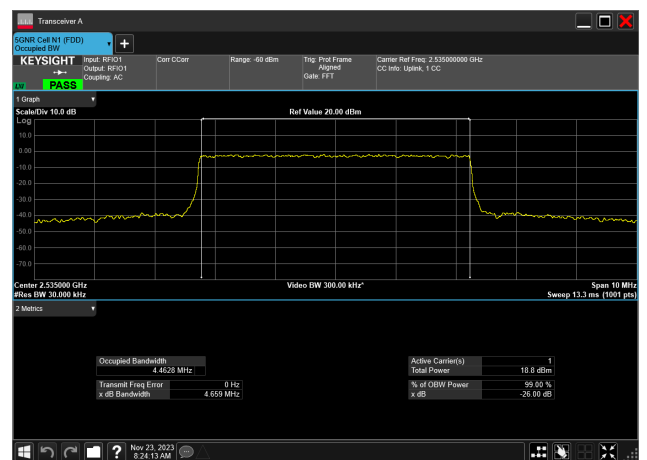 Transceiver A
5GNR Cell N1 (FDD)
Occupied BW
KEYSIGHT
LV
PASS
Input: RFIO1
Output: RFIO1
Coupling: AC
Corr CCorr
Range: -60 dBm
Trig: Prot Frame
Aligned
Gate: FFT
Carrier Ref Freq: 2.535000000 GHz
CC Info: Uplink, 1 CC
1 Graph
Scale/Div 10.0 dB
Ref Value 20.00 dBm
Log
10.0
0.00
-10.0
-20.0
-30.0
-40.0
-50.0
-60.0
-70.0
Center 2.535000 GHz
Video BW 300.00 kHz*
Span 10 MHz
#Res BW 30.000 kHz
Sweep 13.3 ms (1001 pts)
2 Metrics
Occupied Bandwidth
4.4628 MHz
Transmit Freq Error 0 Hz
x dB Bandwidth 4.659 MHz
Active Carrier(s) 1
Total Power 18.8 dBm
% of OBW Power 99.00 %
x dB -26.00 dB
Nov 23, 2023
8:24:13 AM